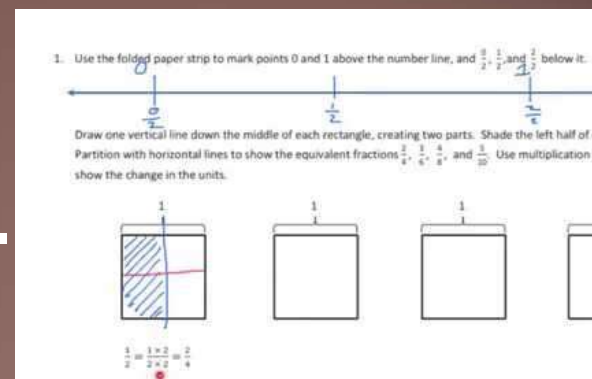 1. Use the folded paper strip to mark points 0 and 1 above the number line, and 0/2, 1/2, and 2/2 below it.
0 1
0/2 1/2 2/2
Draw one vertical line down the middle of each rectangle, creating two parts. Shade the left half of
Partition with horizontal lines to show the equivalent fractions 2/4, 3/6, 4/8, and 5/10. Use multiplication
show the change in the units.
1 1 1
1/2 = 1 × 2/2 × 2 = 2/4